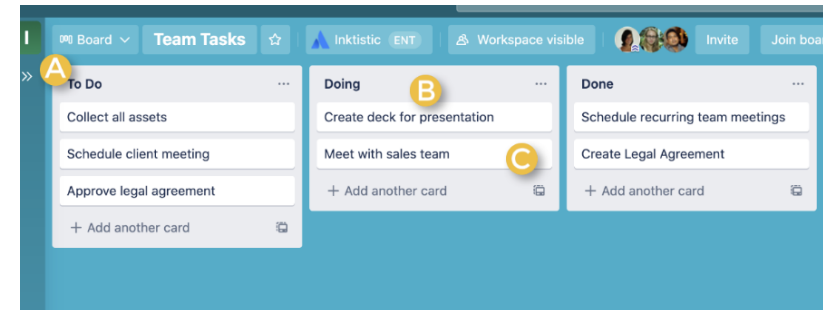 Board Team Tasks Inktistic ENT Workspace visible Invite Join boa
A
To Do
B
Doing
Done
Collect all assets
Create deck for presentation
Schedule recurring team meetings
Schedule client meeting
Meet with sales team
C
Create Legal Agreement
Approve legal agreement
+ Add another card
+ Add another card
+ Add another card